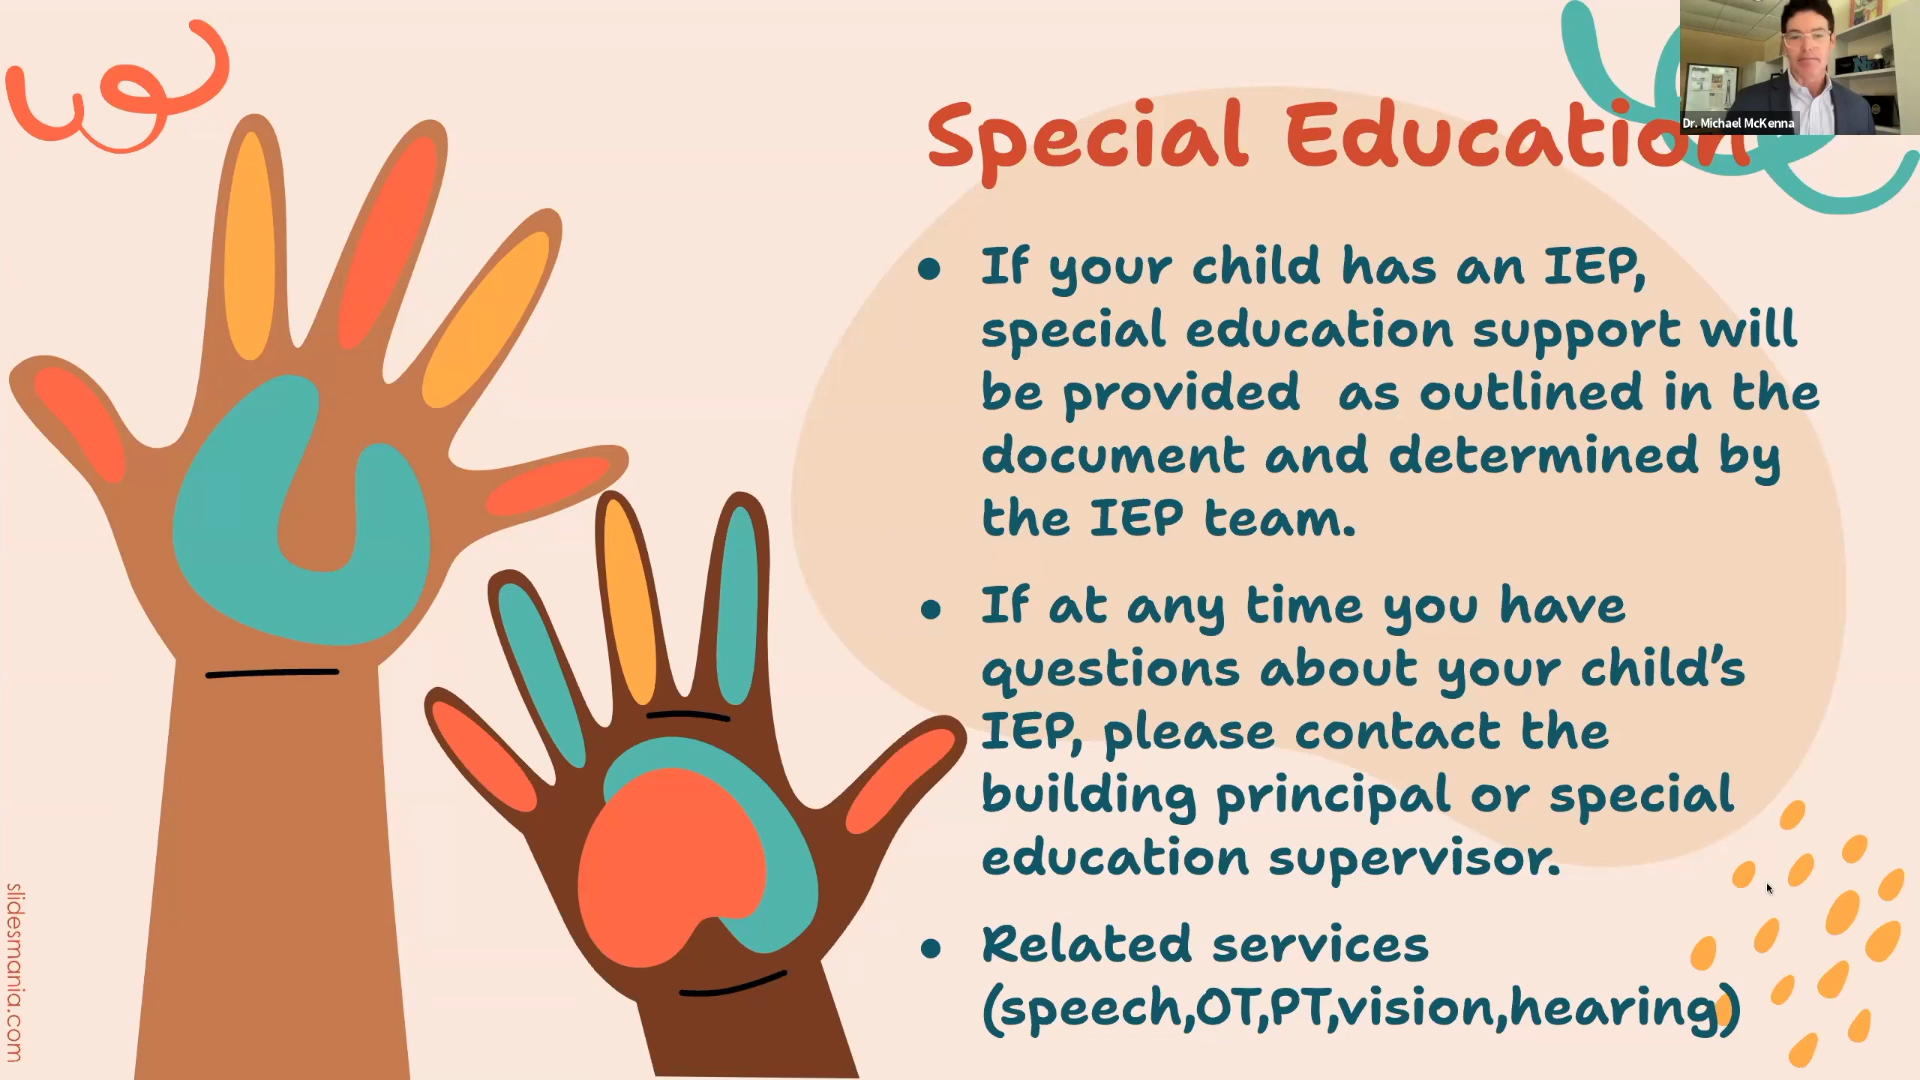 Special Education
Dr. Michael McKenna
• If your child has an IEP,
special education support will
be provided  as outlined in the
document and determined by
the IEP team.
• If at any time you have
questions about your child’s
IEP, please contact the
building principal or special
education supervisor.
• Related services
(speech,OT,PT,vision,hearing)
slidesmania.com